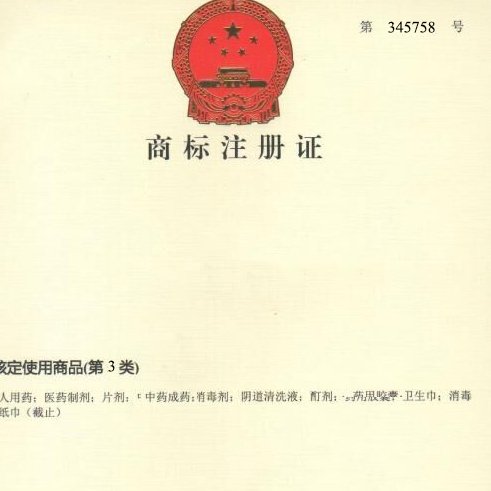 第 345758 号
商标注册证
核定使用商品(第 3 类)
人用药；医药制剂；片剂；中药成药；消毒剂；阴道清洗液；酊剂；卫生巾；消毒
纸巾（截止）